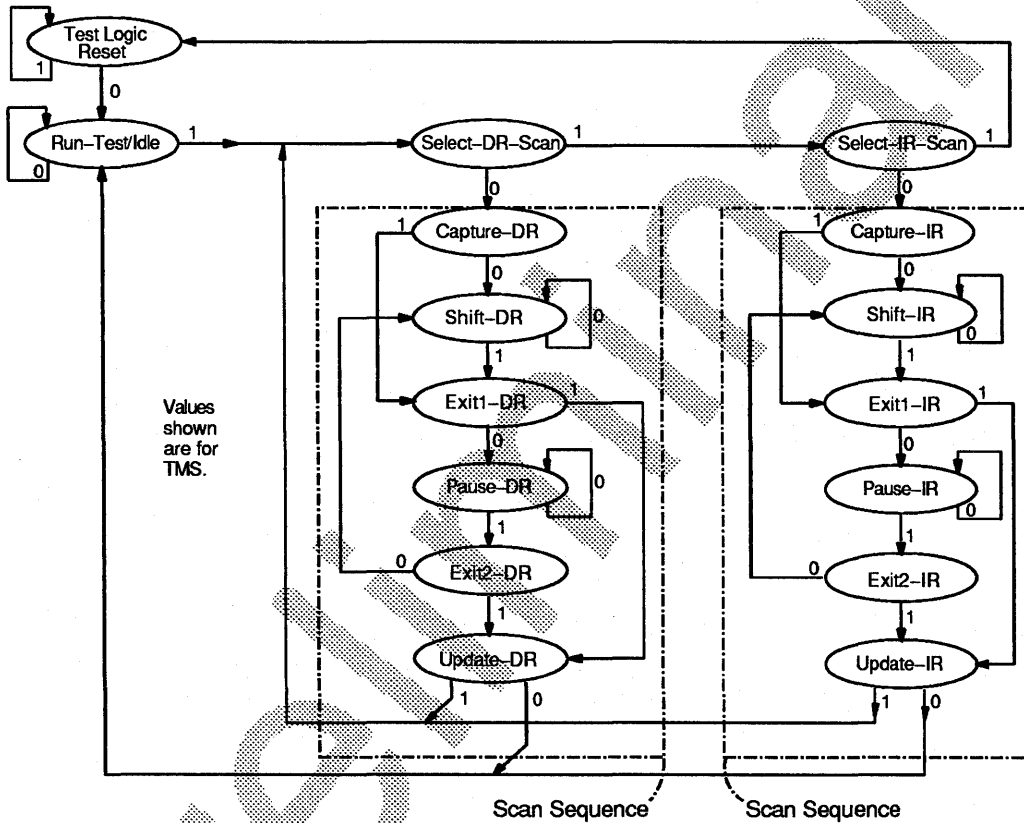 Test Logic
Reset
1
0
Run–Test/Idle
1
0
Select–DR–Scan
1
0
Select–IR–Scan
1
0
Capture–DR
1
0
Shift–DR
0
1
Exit1–DR
1
0
Pause–DR
0
1
Exit2–DR
0
1
Update–DR
1
0
Capture–IR
1
0
Shift–IR
0
1
Exit1–IR
1
0
Pause–IR
0
1
Exit2–IR
0
1
Update–IR
1
0
Values
shown
are for
TMS.
Scan Sequence
Scan Sequence